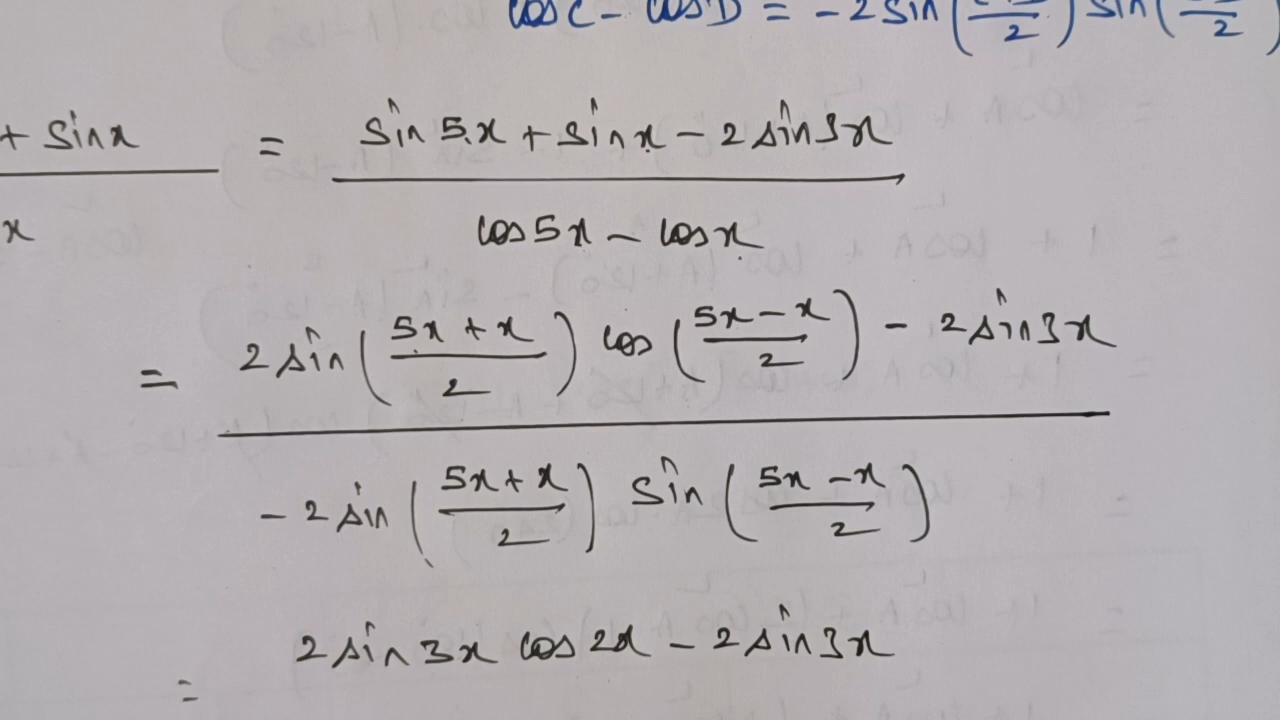 cos C - cos D = -2 sin( /2) sin( /2)
+ sin x = sin 5x + sin x - 2 sin 3x
x cos 5x - cos x
= 2 sin((5x + x)/2) cos((5x - x)/2) - 2 sin 3x
-2 sin((5x + x)/2) sin((5x - x)/2)
= 2 sin 3x cos 2x - 2 sin 3x